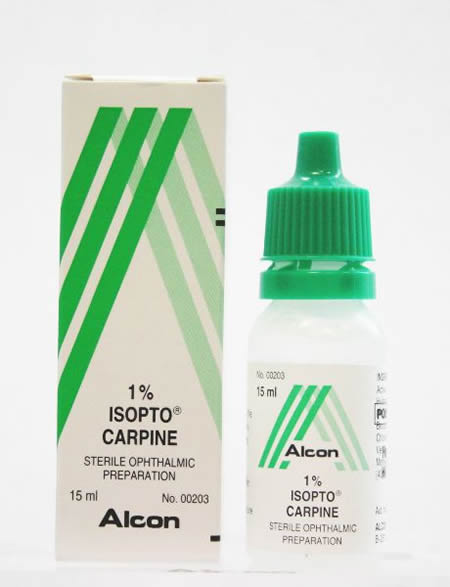 1%
ISOPTO®
CARPINE
STERILE OPHTHALMIC
PREPARATION
15 ml No. 00203
Alcon
No. 00203
15 ml
Alcon
1%
ISOPTO®
CARPINE
STERILE OPHTHALMIC
PREPARATION